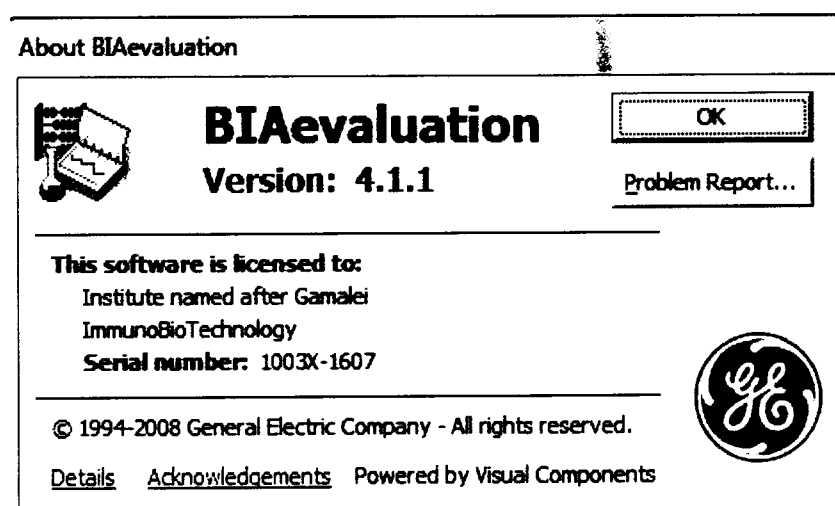 About BIAevaluation
BIAevaluation
OK
Version: 4.1.1
Problem Report...
This software is licensed to:
Institute named after Gamalei
ImmunoBioTechnology
Serial number: 1003X-1607
GE
© 1994-2008 General Electric Company - All rights reserved.
Details Acknowledgements Powered by Visual Components